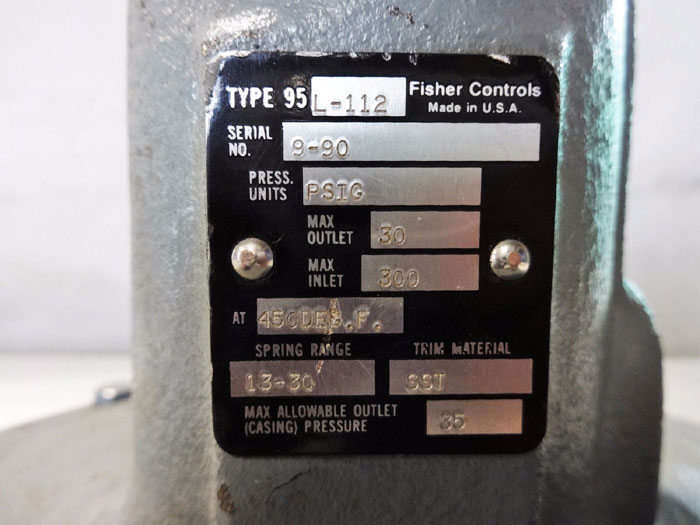 TYPE 95 L-112 Fisher Controls
Made in U.S.A.
SERIAL NO. 9-90
PRESS. UNITS PSIG
MAX OUTLET 30
MAX INLET 300
AT 450DEG.F.
SPRING RANGE TRIM MATERIAL
13-30 SST
MAX ALLOWABLE OUTLET
(CASING) PRESSURE 35